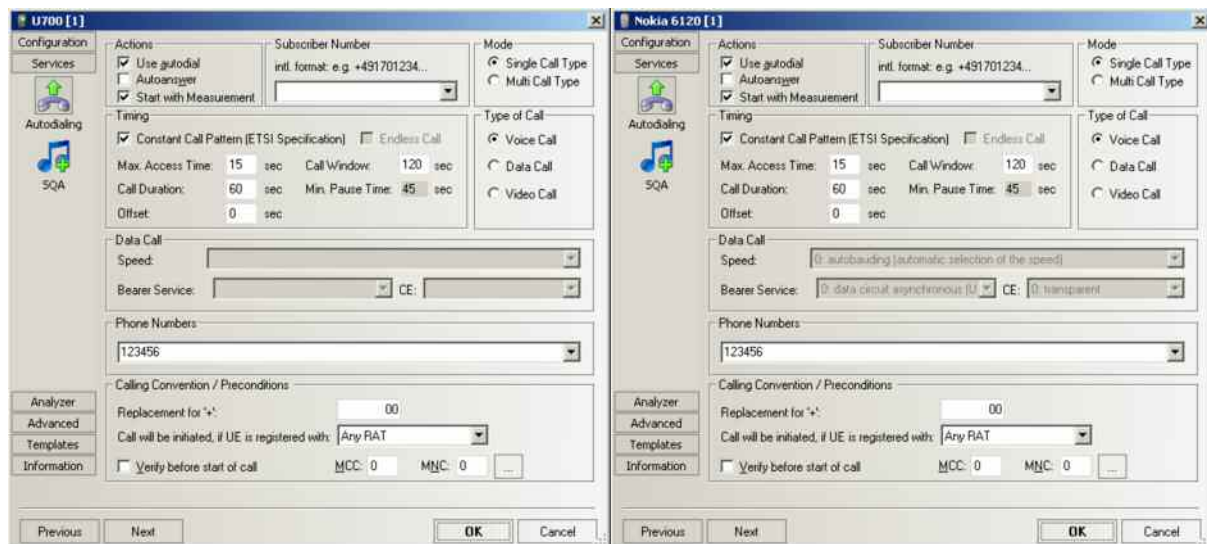 U700 [1]
Configuration
Services
Autodialing
SQA
Analyzer
Advanced
Templates
Information
Actions
Use autodial
Autoanswer
Start with Measurement
Subscriber Number
intl. format: e.g. +491701234...
Mode
Single Call Type
Multi Call Type
Timing
Constant Call Pattern (ETSI Specification) Endless Call
Max. Access Time: 15 sec Call Window: 120 sec
Call Duration: 60 sec Min. Pause Time: 45 sec
Offset: 0 sec
Type of Call
Voice Call
Data Call
Video Call
Data Call
Speed:
Bearer Service: CE:
Phone Numbers
123456
Calling Convention / Preconditions
Replacement for '+': 00
Call will be initiated, if UE is registered with: Any RAT
Verify before start of call MCC: 0 MNC: 0 ...
Previous Next OK Cancel
Nokia 6120 [1]
Configuration
Services
Autodialing
SQA
Analyzer
Advanced
Templates
Information
Actions
Use autodial
Autoanswer
Start with Measurement
Subscriber Number
intl. format: e.g. +491701234...
Mode
Single Call Type
Multi Call Type
Timing
Constant Call Pattern (ETSI Specification) Endless Call
Max. Access Time: 15 sec Call Window: 120 sec
Call Duration: 60 sec Min. Pause Time: 45 sec
Offset: 0 sec
Type of Call
Voice Call
Data Call
Video Call
Data Call
Speed: 0: autobauding (automatic selection of the speed)
Bearer Service: 0: data circuit asynchronous (U CE: 0: transparent
Phone Numbers
123456
Calling Convention / Preconditions
Replacement for '+': 00
Call will be initiated, if UE is registered with: Any RAT
Verify before start of call MCC: 0 MNC: 0 ...
Previous Next OK Cancel